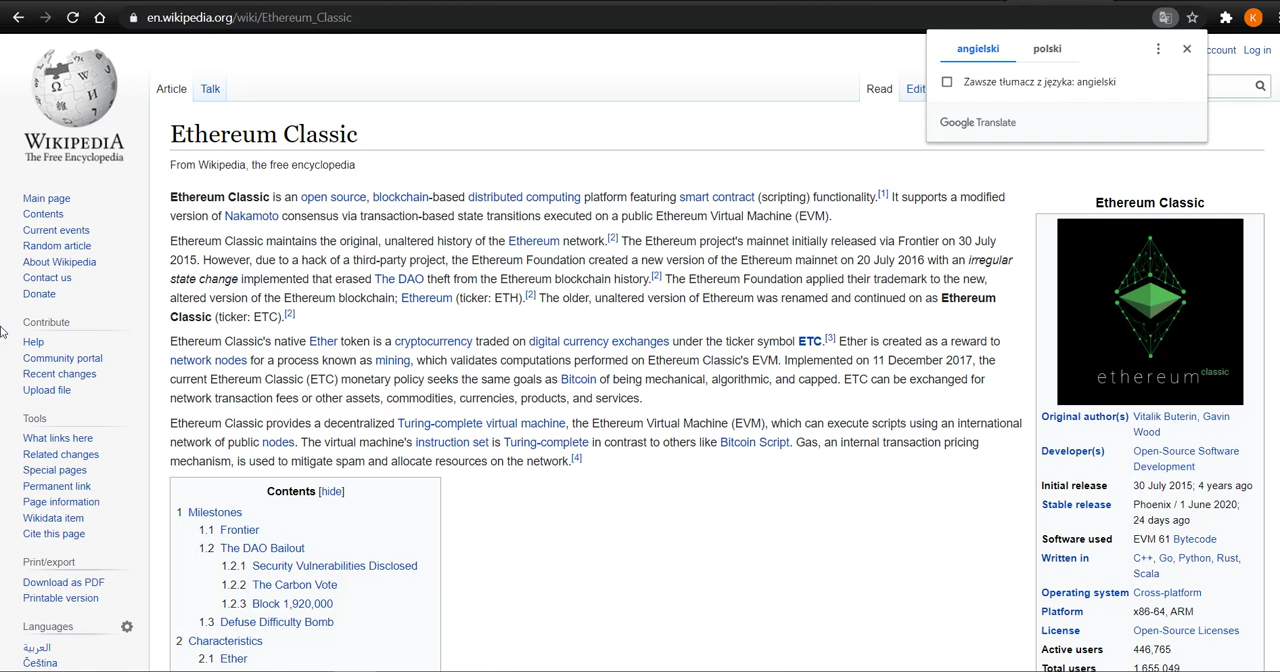 en.wikipedia.org/wiki/Ethereum_Classic
K
angielski polski
Zawsze tłumacz z języka: angielski
Google Translate
ccount Log in
WIKIPEDIA
The Free Encyclopedia
Article Talk
Read Edit
Main page
Contents
Current events
Random article
About Wikipedia
Contact us
Donate
Contribute
Help
Community portal
Recent changes
Upload file
Tools
What links here
Related changes
Special pages
Permanent link
Page information
Wikidata item
Cite this page
Print/export
Download as PDF
Printable version
Languages
العربية
Čeština
Ethereum Classic
From Wikipedia, the free encyclopedia
Ethereum Classic is an open source, blockchain-based distributed computing platform featuring smart contract (scripting) functionality.[1] It supports a modified
version of Nakamoto consensus via transaction-based state transitions executed on a public Ethereum Virtual Machine (EVM).
Ethereum Classic maintains the original, unaltered history of the Ethereum network.[2] The Ethereum project's mainnet initially released via Frontier on 30 July
2015. However, due to a hack of a third-party project, the Ethereum Foundation created a new version of the Ethereum mainnet on 20 July 2016 with an irregular
state change implemented that erased The DAO theft from the Ethereum blockchain history.[2] The Ethereum Foundation applied their trademark to the new,
altered version of the Ethereum blockchain; Ethereum (ticker: ETH).[2] The older, unaltered version of Ethereum was renamed and continued on as Ethereum
Classic (ticker: ETC).[2]
Ethereum Classic's native Ether token is a cryptocurrency traded on digital currency exchanges under the ticker symbol ETC.[3] Ether is created as a reward to
network nodes for a process known as mining, which validates computations performed on Ethereum Classic's EVM. Implemented on 11 December 2017, the
current Ethereum Classic (ETC) monetary policy seeks the same goals as Bitcoin of being mechanical, algorithmic, and capped. ETC can be exchanged for
network transaction fees or other assets, commodities, currencies, products, and services.
Ethereum Classic provides a decentralized Turing-complete virtual machine, the Ethereum Virtual Machine (EVM), which can execute scripts using an international
network of public nodes. The virtual machine's instruction set is Turing-complete in contrast to others like Bitcoin Script. Gas, an internal transaction pricing
mechanism, is used to mitigate spam and allocate resources on the network.[4]
Contents [hide]
1 Milestones
1.1 Frontier
1.2 The DAO Bailout
1.2.1 Security Vulnerabilities Disclosed
1.2.2 The Carbon Vote
1.2.3 Block 1,920,000
1.3 Defuse Difficulty Bomb
2 Characteristics
2.1 Ether
Ethereum Classic
ethereum classic
Original author(s) Vitalik Buterin, Gavin
Wood
Developer(s) Open-Source Software
Development
Initial release 30 July 2015; 4 years ago
Stable release Phoenix / 1 June 2020;
24 days ago
Software used EVM 61 Bytecode
Written in C++, Go, Python, Rust,
Scala
Operating system Cross-platform
Platform x86-64, ARM
License Open-Source Licenses
Active users 446,765
Total users 1,655,049